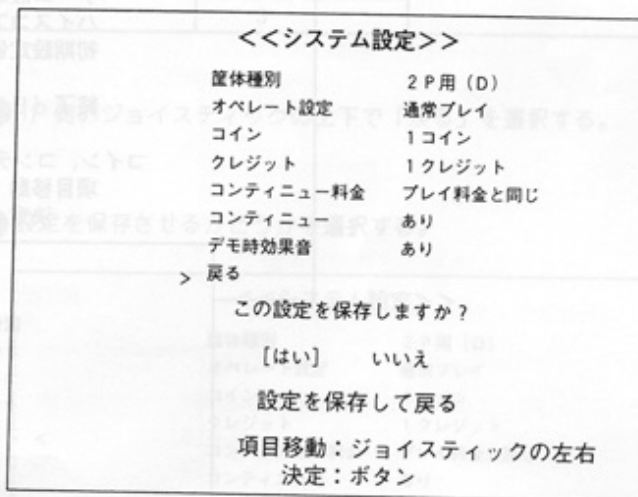 <<システム設定>>
筐体種別 2P用(D)
オペレート設定 通常プレイ
コイン 1コイン
クレジット 1クレジット
コンティニュー料金 プレイ料金と同じ
コンティニュー あり
デモ時効果音 あり
> 戻る
この設定を保存しますか?
[はい] いいえ
設定を保存して戻る
項目移動:ジョイスティックの左右
決定:ボタン